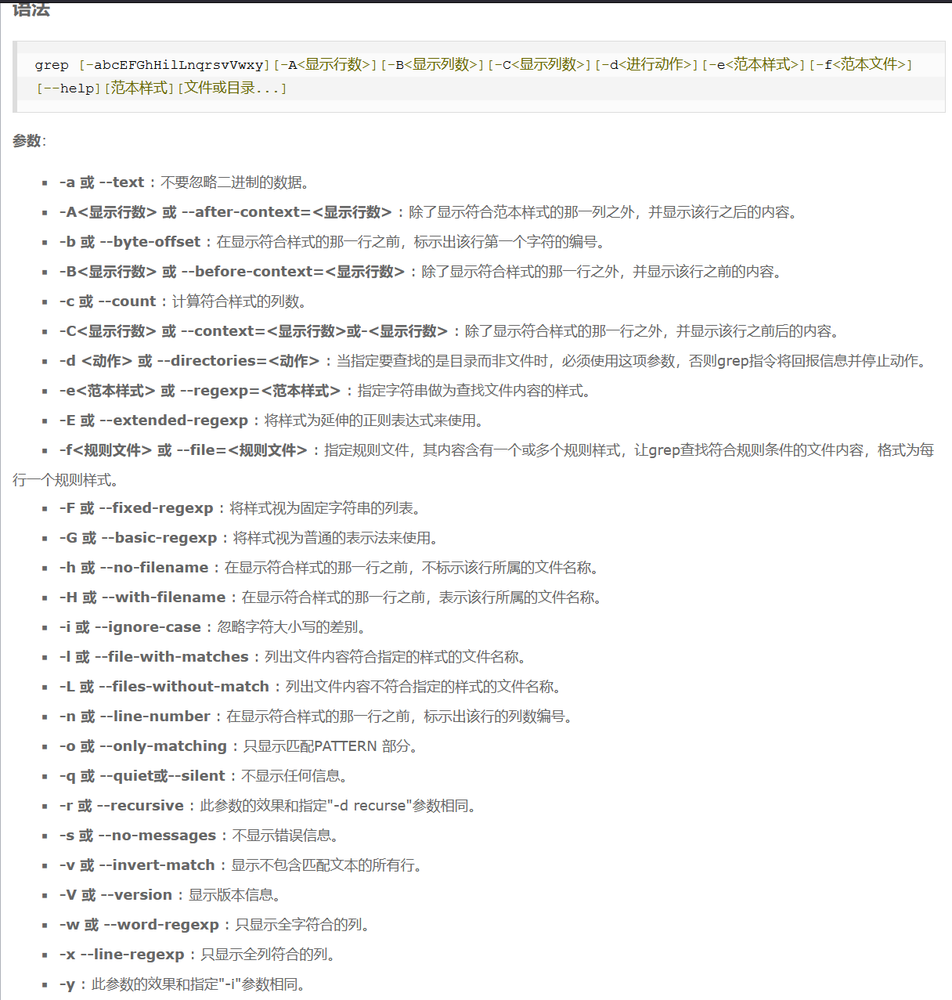 语法
grep [-abcEFGhHilLnqrsvVwxy][-A<显示行数>][-B<显示列数>][-C<显示列数>][-d<进行动作>][-e<范本样式>][-f<范本文件>]
[--help][范本样式][文件或目录...]
参数：
-a 或 --text : 不要忽略二进制的数据。
-A<显示行数> 或 --after-context=<显示行数> : 除了显示符合范本样式的那一列之外，并显示该行之后的内容。
-b 或 --byte-offset : 在显示符合样式的那一行之前，标示出该行第一个字符的编号。
-B<显示行数> 或 --before-context=<显示行数> : 除了显示符合样式的那一行之外，并显示该行之前的内容。
-c 或 --count : 计算符合样式的列数。
-C<显示行数> 或 --context=<显示行数>或-<显示行数> : 除了显示符合样式的那一行之外，并显示该行之前后的内容。
-d <动作> 或 --directories=<动作> : 当指定要查找的是目录而非文件时，必须使用这项参数，否则grep指令将回报信息并停止动作。
-e<范本样式> 或 --regexp=<范本样式> : 指定字符串做为查找文件内容的样式。
-E 或 --extended-regexp : 将样式为延伸的正则表达式来使用。
-f<规则文件> 或 --file=<规则文件> : 指定规则文件，其内容含有一个或多个规则样式，让grep查找符合规则条件的文件内容，格式为每
行一个规则样式。
-F 或 --fixed-regexp : 将样式视为固定字符串的列表。
-G 或 --basic-regexp : 将样式视为普通的表示法来使用。
-h 或 --no-filename : 在显示符合样式的那一行之前，不标示该行所属的文件名称。
-H 或 --with-filename : 在显示符合样式的那一行之前，表示该行所属的文件名称。
-i 或 --ignore-case : 忽略字符大小写的差别。
-l 或 --file-with-matches : 列出文件内容符合指定的样式的文件名称。
-L 或 --files-without-match : 列出文件内容不符合指定的样式的文件名称。
-n 或 --line-number : 在显示符合样式的那一行之前，标示出该行的列数编号。
-o 或 --only-matching : 只显示匹配PATTERN 部分。
-q 或 --quiet或--silent : 不显示任何信息。
-r 或 --recursive : 此参数的效果和指定"-d recurse"参数相同。
-s 或 --no-messages : 不显示错误信息。
-v 或 --invert-match : 显示不包含匹配文本的所有行。
-V 或 --version : 显示版本信息。
-w 或 --word-regexp : 只显示全字符合的列。
-x --line-regexp : 只显示全列符合的列。
-y : 此参数的效果和指定"-i"参数相同。